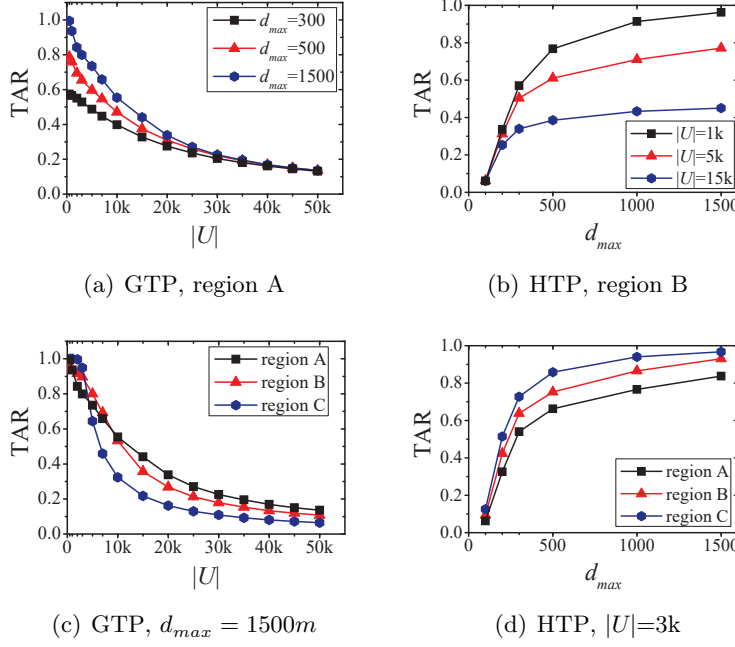 1.0
0.8
0.6
0.4
0.2
0.0
TAR
0 10k 20k 30k 40k 50k
|U|
d_max=300
d_max=500
d_max=1500
(a) GTP, region A
1.0
0.8
0.6
0.4
0.2
0.0
TAR
0 500 1000 1500
d_max
|U|=1k
|U|=5k
|U|=15k
(b) HTP, region B
1.0
0.8
0.6
0.4
0.2
0.0
TAR
0 10k 20k 30k 40k 50k
|U|
region A
region B
region C
(c) GTP, d_max = 1500m
1.0
0.8
0.6
0.4
0.2
0.0
TAR
0 500 1000 1500
d_max
region A
region B
region C
(d) HTP, |U|=3k